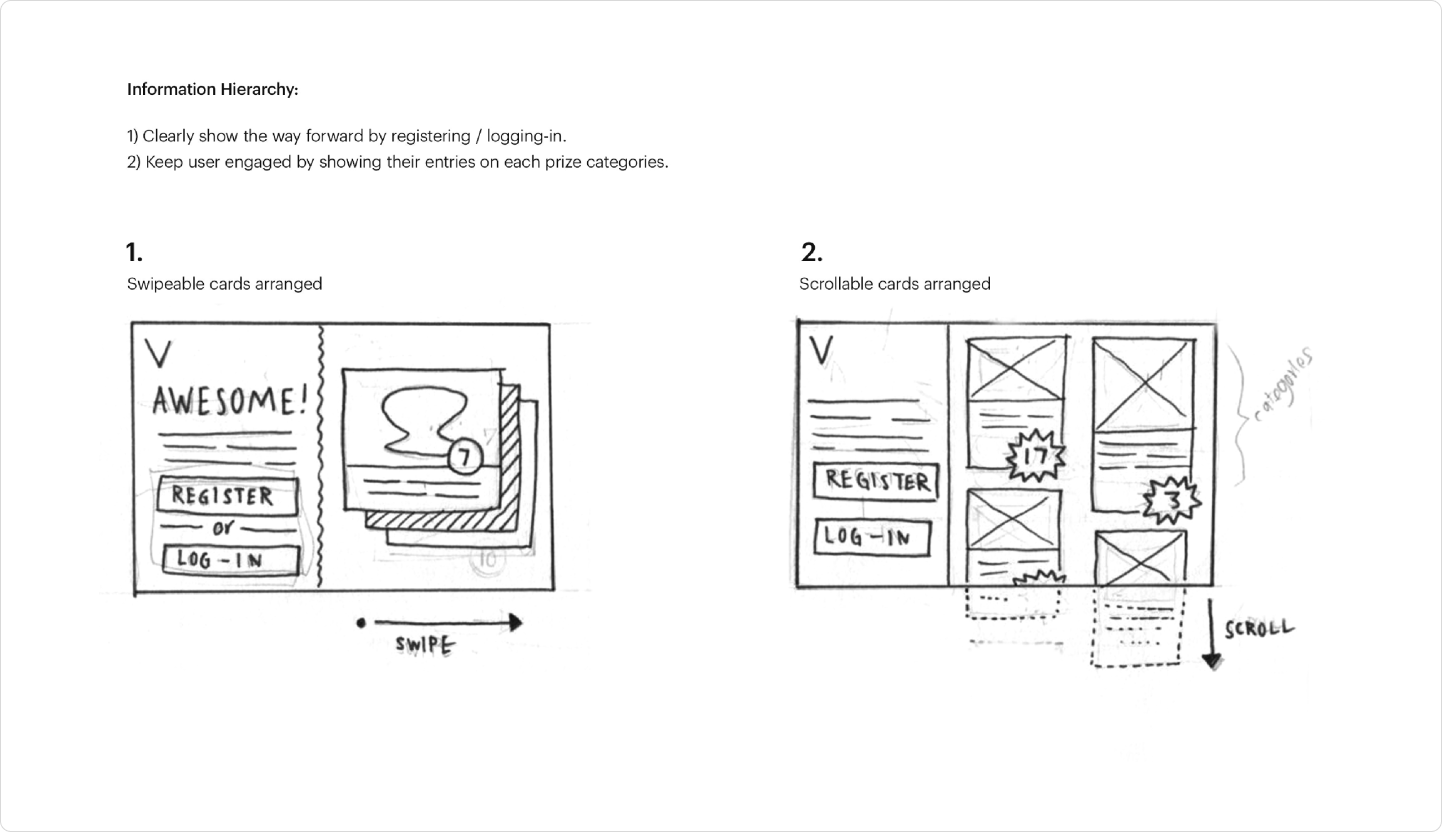 Information Hierarchy:
1) Clearly show the way forward by registering / logging-in.
2) Keep user engaged by showing their entries on each prize categories.
1.
Swipeable cards arranged
V
AWESOME!
REGISTER
or
LOG-IN
7
10
SWIPE
2.
Scrollable cards arranged
V
REGISTER
LOG-IN
17
3
categories
SCROLL